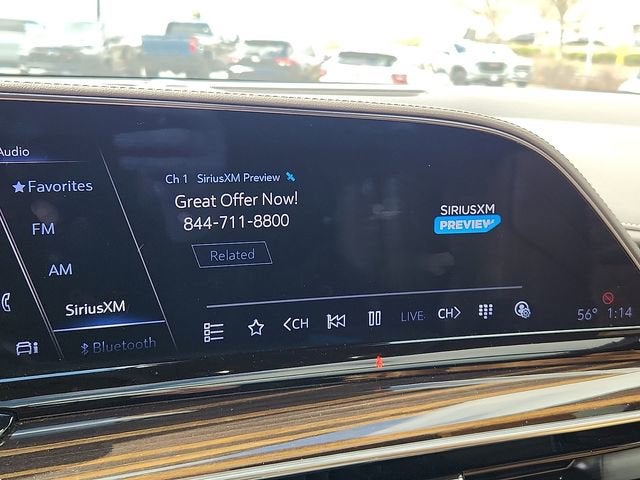 Audio
Favorites
FM
AM
SiriusXM
Bluetooth
Ch 1 SiriusXM Preview
Great Offer Now!
844-711-8800
Related
SIRIUSXM
PREVIEW
<CH
LIVE
CH>
56° 1:14